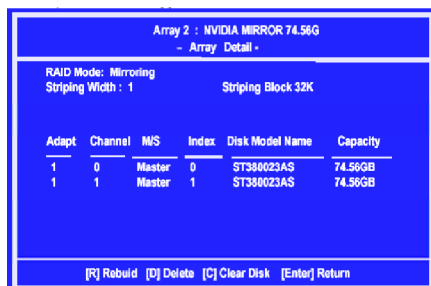 Array 2 : NVIDIA MIRROR 74.56G
- Array Detail -
RAID Mode: Mirroring
Striping Width : 1 Striping Block 32K
Adapt Channel M/S Index Disk Model Name Capacity
1 0 Master 0 ST380023AS 74.56GB
1 1 Master 1 ST380023AS 74.56GB
[R] Rebuid [D] Delete [C] Clear Disk [Enter] Return